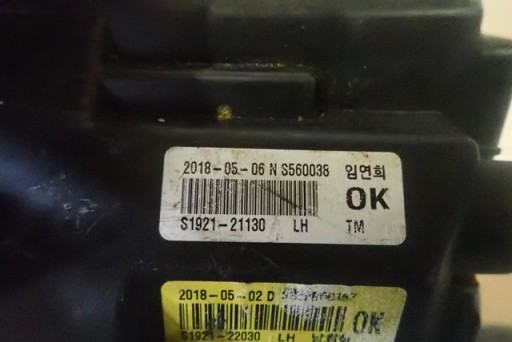 2018-05-06 N S560038 임연희
OK
S1921-21130 LH TM
2018-05-02 D
OK
S1921-22030 LH